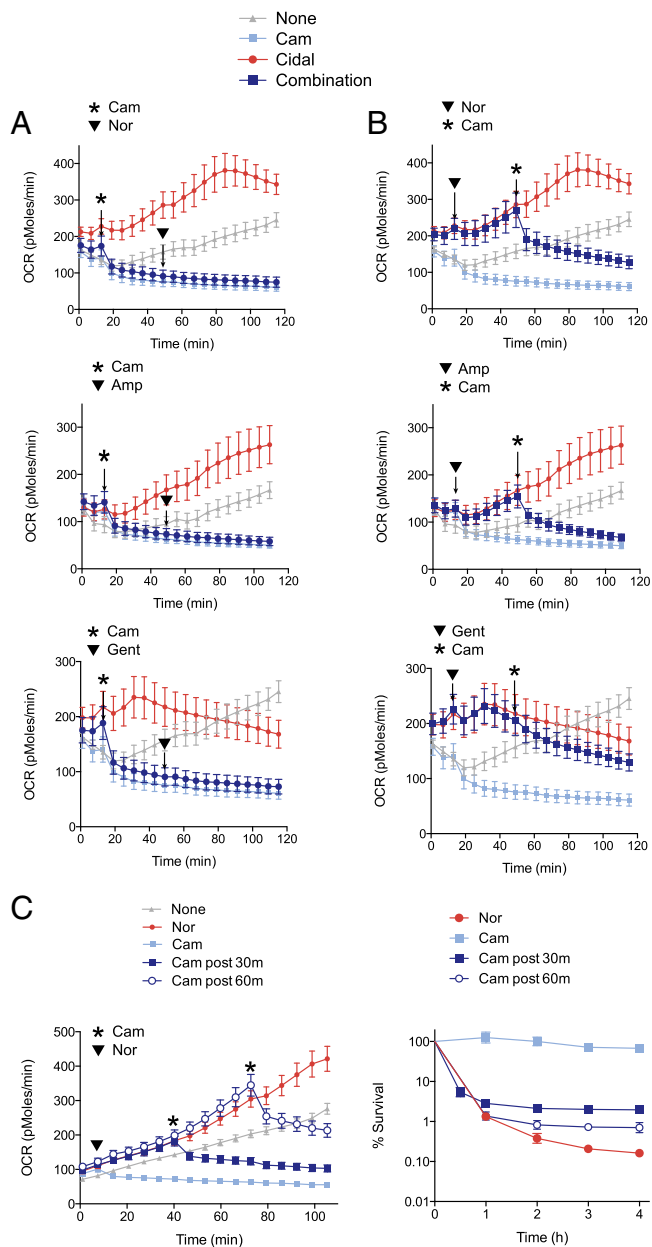 None
Cam
Cidal
Combination
A
* Cam
▼ Nor
OCR (pMoles/min)
400
300
200
100
0
*
▼
0 20 40 60 80 100 120
Time (min)
B
▼ Nor
* Cam
OCR (pMoles/min)
400
300
200
100
0
▼
*
0 20 40 60 80 100 120
Time (min)
* Cam
▼ Amp
OCR (pMoles/min)
300
200
100
0
*
▼
0 20 40 60 80 100 120
Time (min)
▼ Amp
* Cam
OCR (pMoles/min)
300
200
100
0
▼
*
0 20 40 60 80 100 120
Time (min)
* Cam
▼ Gent
OCR (pMoles/min)
300
200
100
0
*
▼
0 20 40 60 80 100 120
Time (min)
▼ Gent
* Cam
OCR (pMoles/min)
300
200
100
0
▼
*
0 20 40 60 80 100 120
Time (min)
C
None
Nor
Cam
Cam post 30m
Cam post 60m
* Cam
▼ Nor
OCR (pMoles/min)
500
400
300
200
100
0
▼
*
*
0 20 40 60 80 100
Time (min)
Nor
Cam
Cam post 30m
Cam post 60m
% Survival
100
10
1
0.10
0.01
0 1 2 3 4
Time (h)